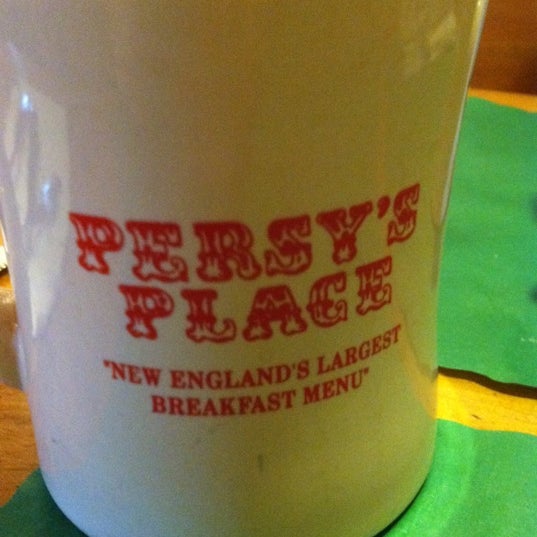 PERSY'S
PLACE
"NEW ENGLAND'S LARGEST
BREAKFAST MENU"